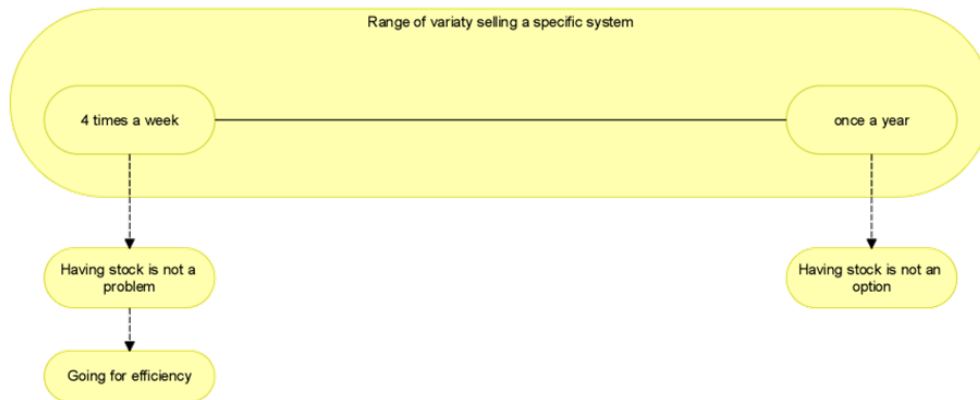 Range of variaty selling a specific system
4 times a week
once a year
Having stock is not a
problem
Having stock is not an
option
Going for efficiency